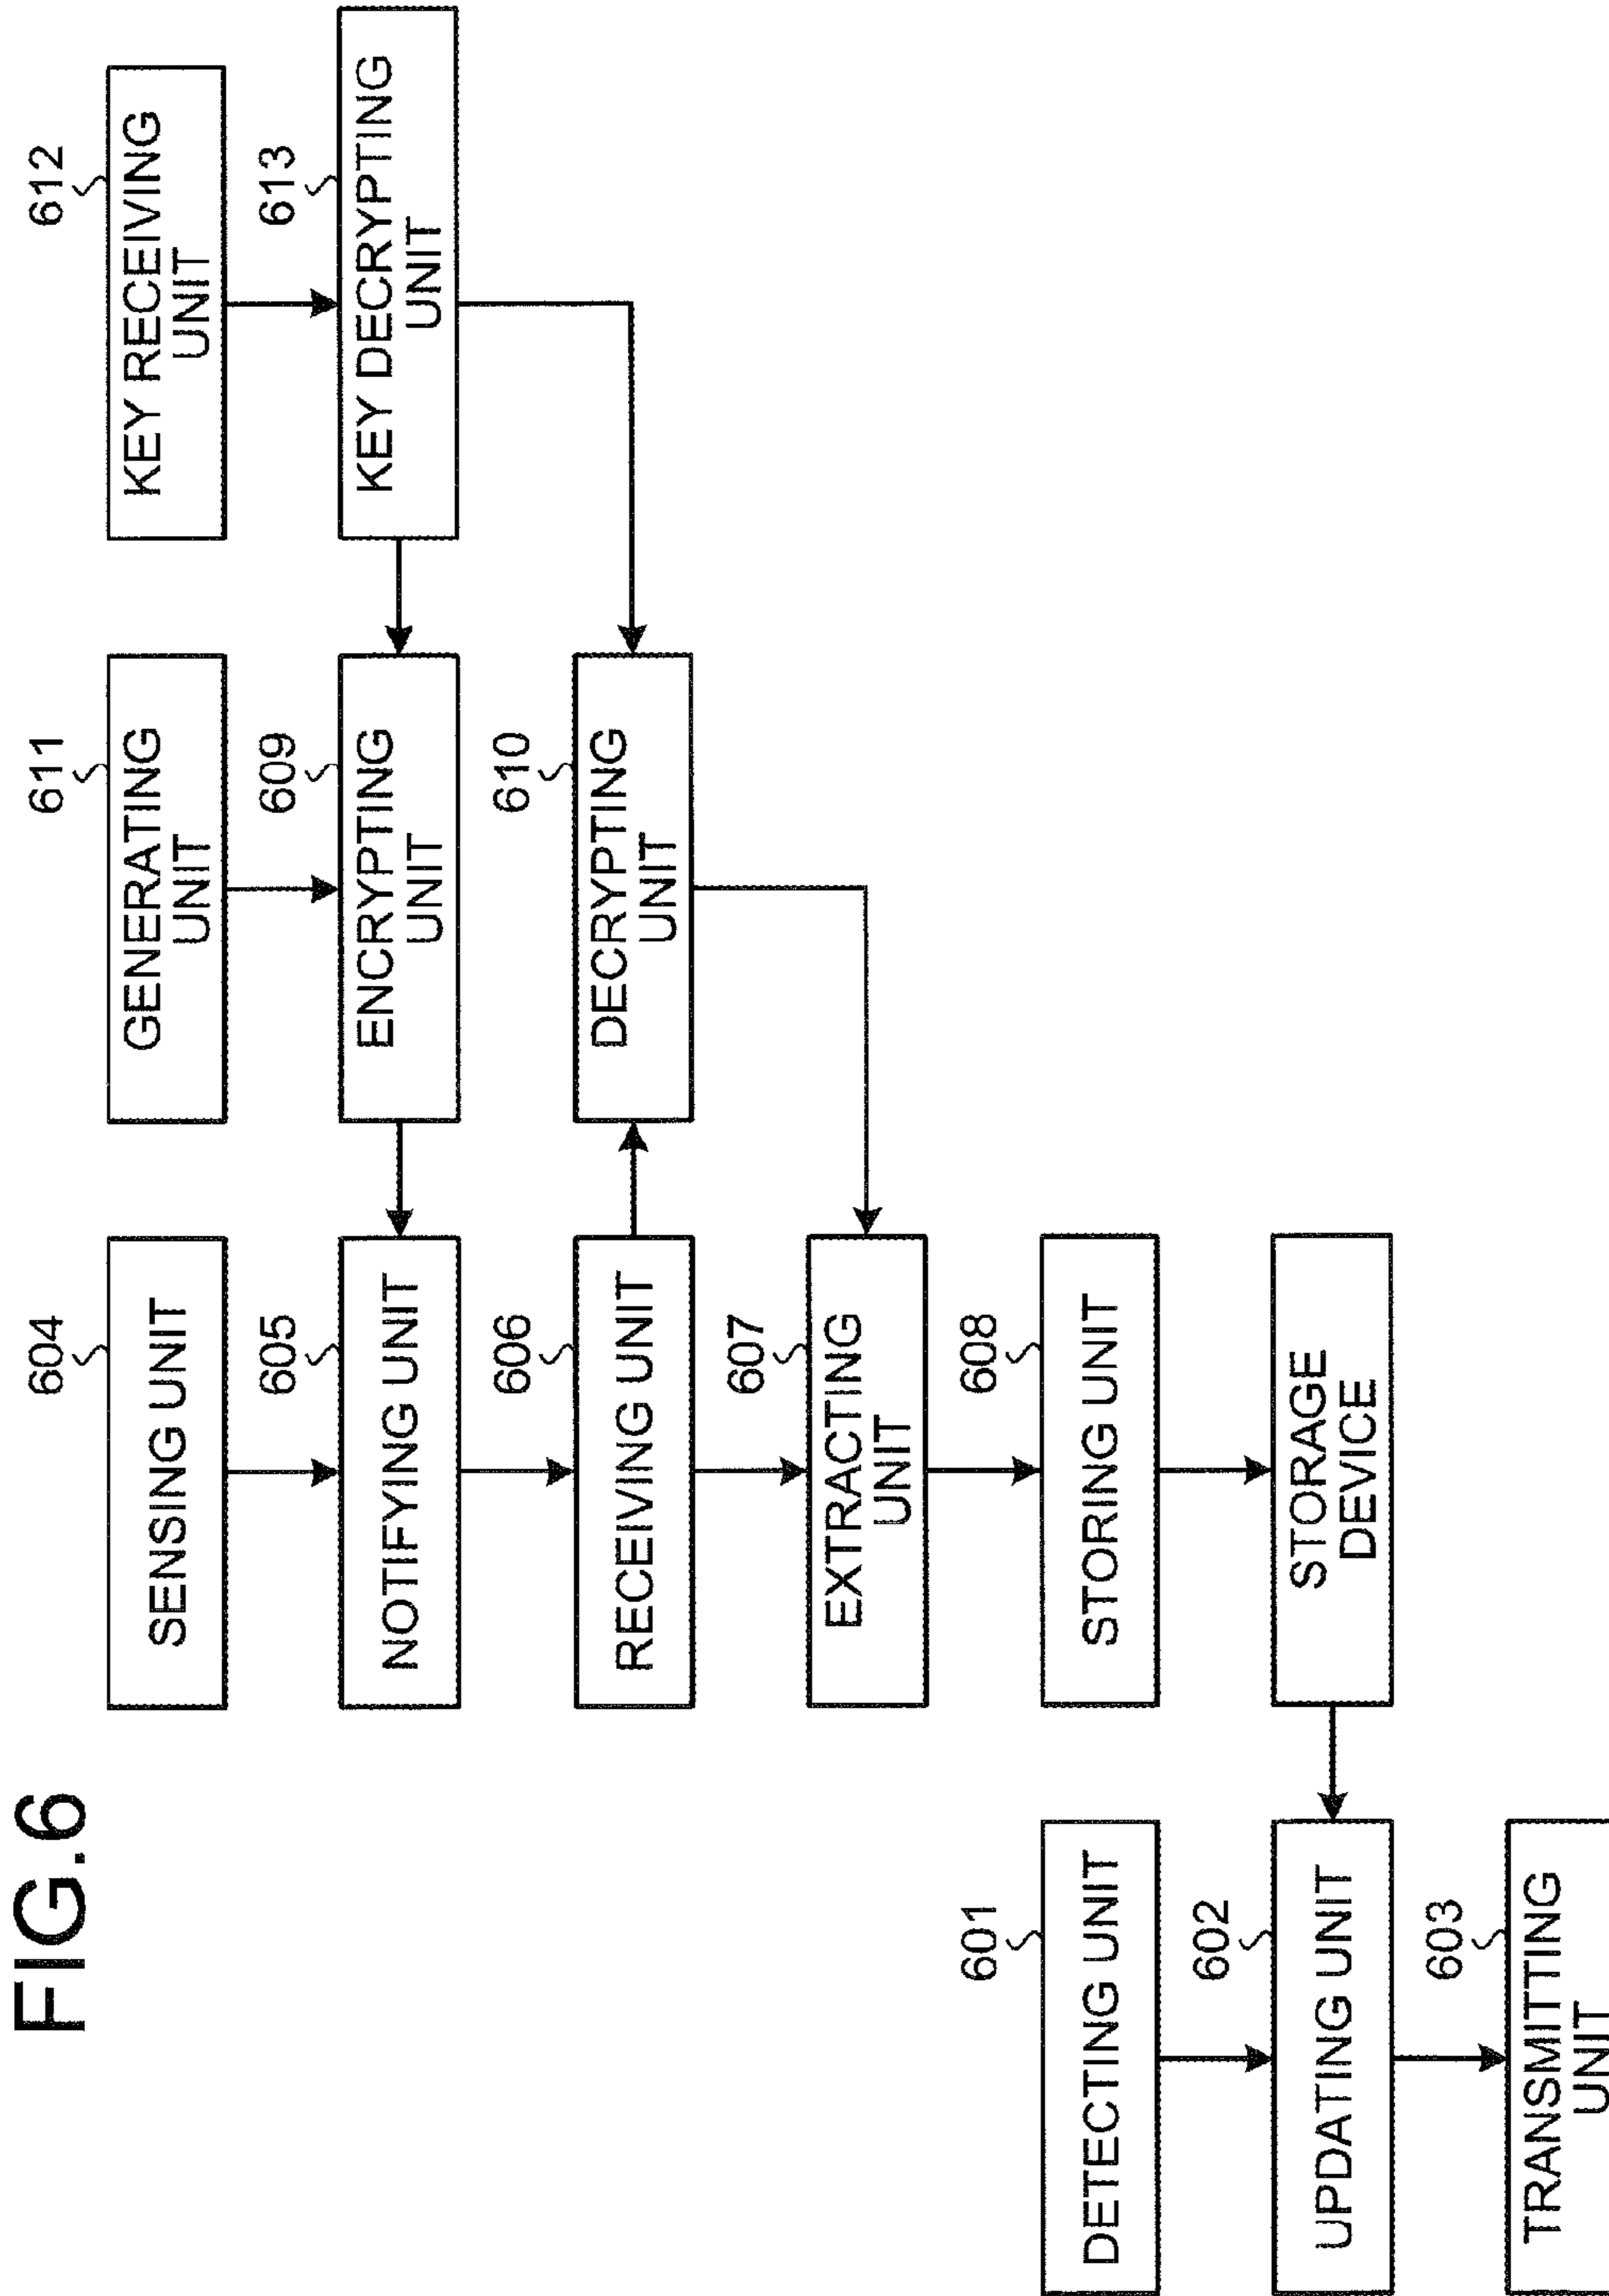 FIG.6
604
SENSING UNIT
605
NOTIFYING UNIT
606
RECEIVING UNIT
607
EXTRACTING
UNIT
608
STORING UNIT
STORAGE
DEVICE
611
GENERATING
UNIT
609
ENCRYPTING
UNIT
610
DECRYPTING
UNIT
612
KEY RECEIVING
UNIT
613
KEY DECRYPTING
UNIT
601
DETECTING UNIT
602
UPDATING UNIT
603
TRANSMITTING
UNIT